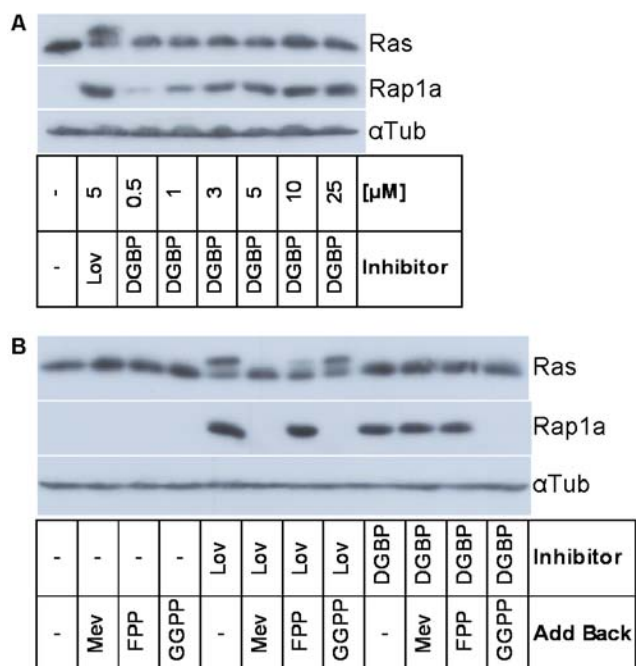 A
Ras
Rap1a
αTub
- 5 0.5 1 3 5 10 25 [µM]
- Lov DGBP DGBP DGBP DGBP DGBP DGBP Inhibitor
B
Ras
Rap1a
αTub
- - - - Lov Lov Lov Lov DGBP DGBP DGBP DGBP Inhibitor
- Mev FPP GGPP - Mev FPP GGPP - Mev FPP GGPP Add Back